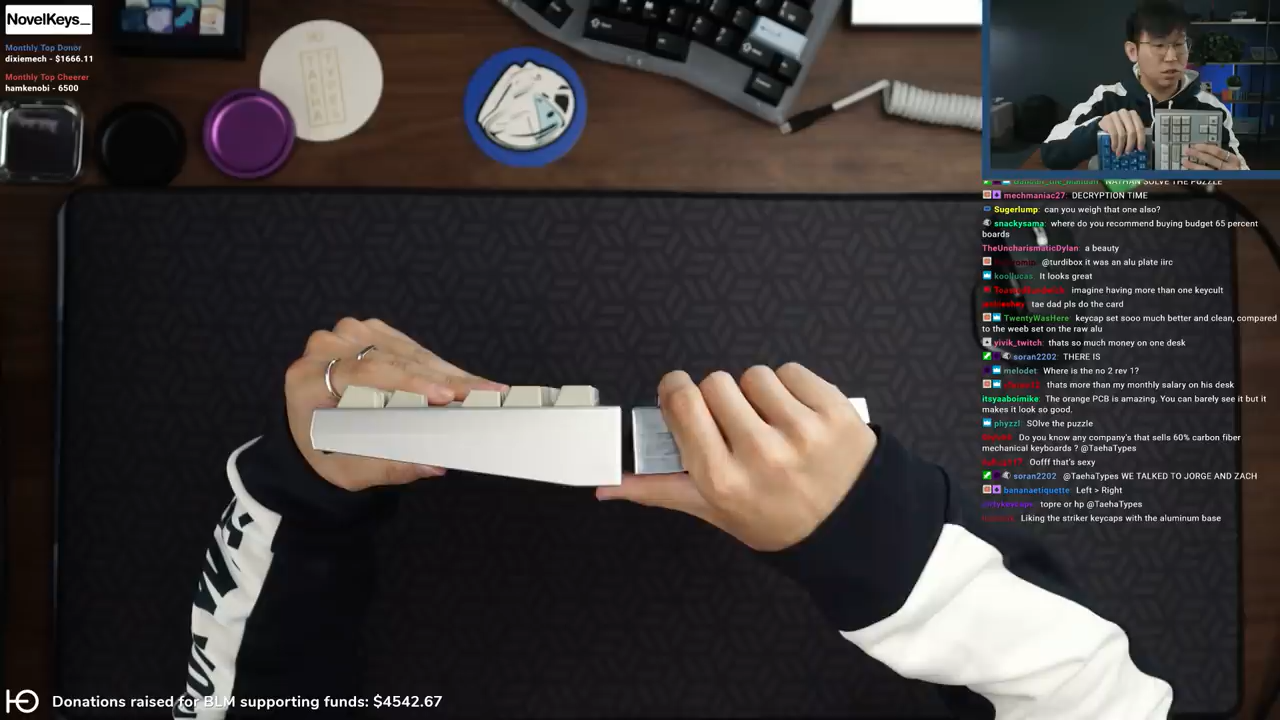 NovelKeys_
Monthly Top Donor
dixiemech - $1666.11
Monthly Top Cheerer
hamkenobi - 6500
TAEHA
TYPES
NATHAN SOLVE THE PUZZLE
mechmaniac27: DECRYPTION TIME
Sugerlump: can you weigh that one also?
snackysama: where do you recommend buying budget 65 percent
boards
TheUncharismaticDylan: a beauty
@turdibox it was an alu plate iirc
koollucas: It looks great
imagine having more than one keycult
tae dad pls do the card
TwentyWasHere: keycap set sooo much better and clean, compared
to the weeb set on the raw alu
yivik_twitch: thats so much money on one desk
soran2202: THERE IS
melodet: Where is the no 2 rev 1?
thats more than my monthly salary on his desk
itsyaaboimike: The orange PCB is amazing. You can barely see it but it
makes it look so good.
phyzzl: SOlve the puzzle
Do you know any company's that sells 60% carbon fiber
mechanical keyboards ? @TaehaTypes
Oofff that's sexy
soran2202: @TaehaTypes WE TALKED TO JORGE AND ZACH
bananaetiquette: Left > Right
topre or hp @TaehaTypes
Liking the striker keycaps with the aluminum base
Donations raised for BLM supporting funds: $4542.67